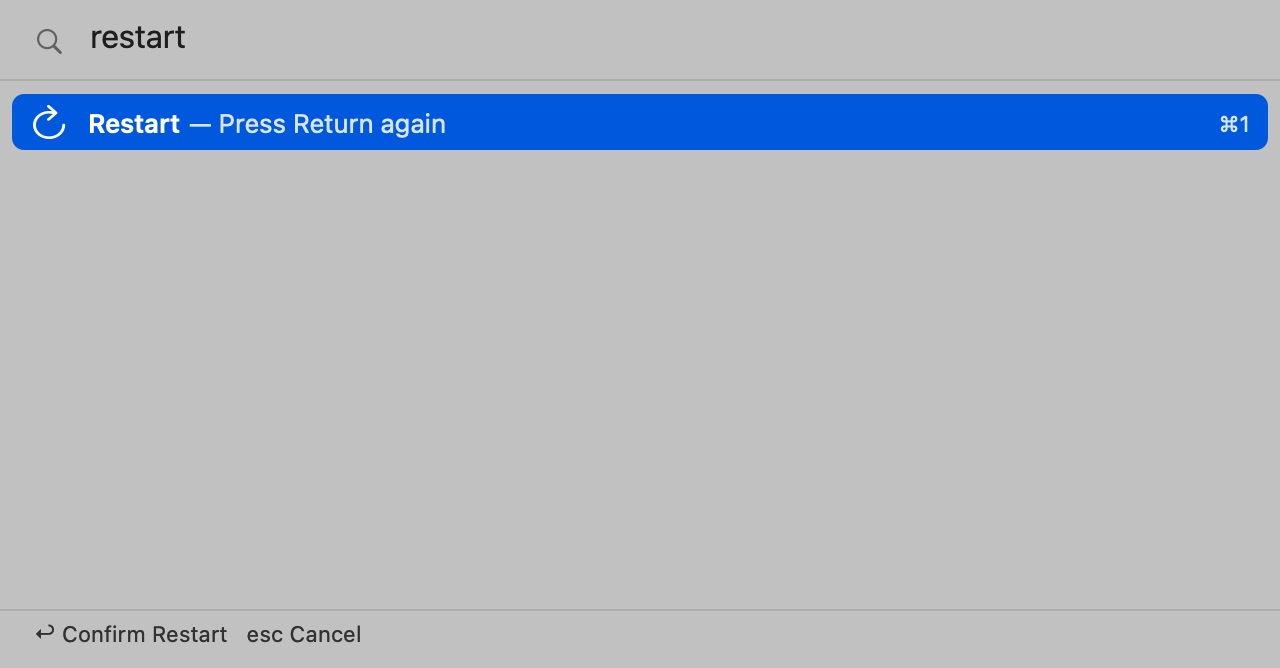 restart
Restart — Press Return again ⌘1
↩ Confirm Restart esc Cancel